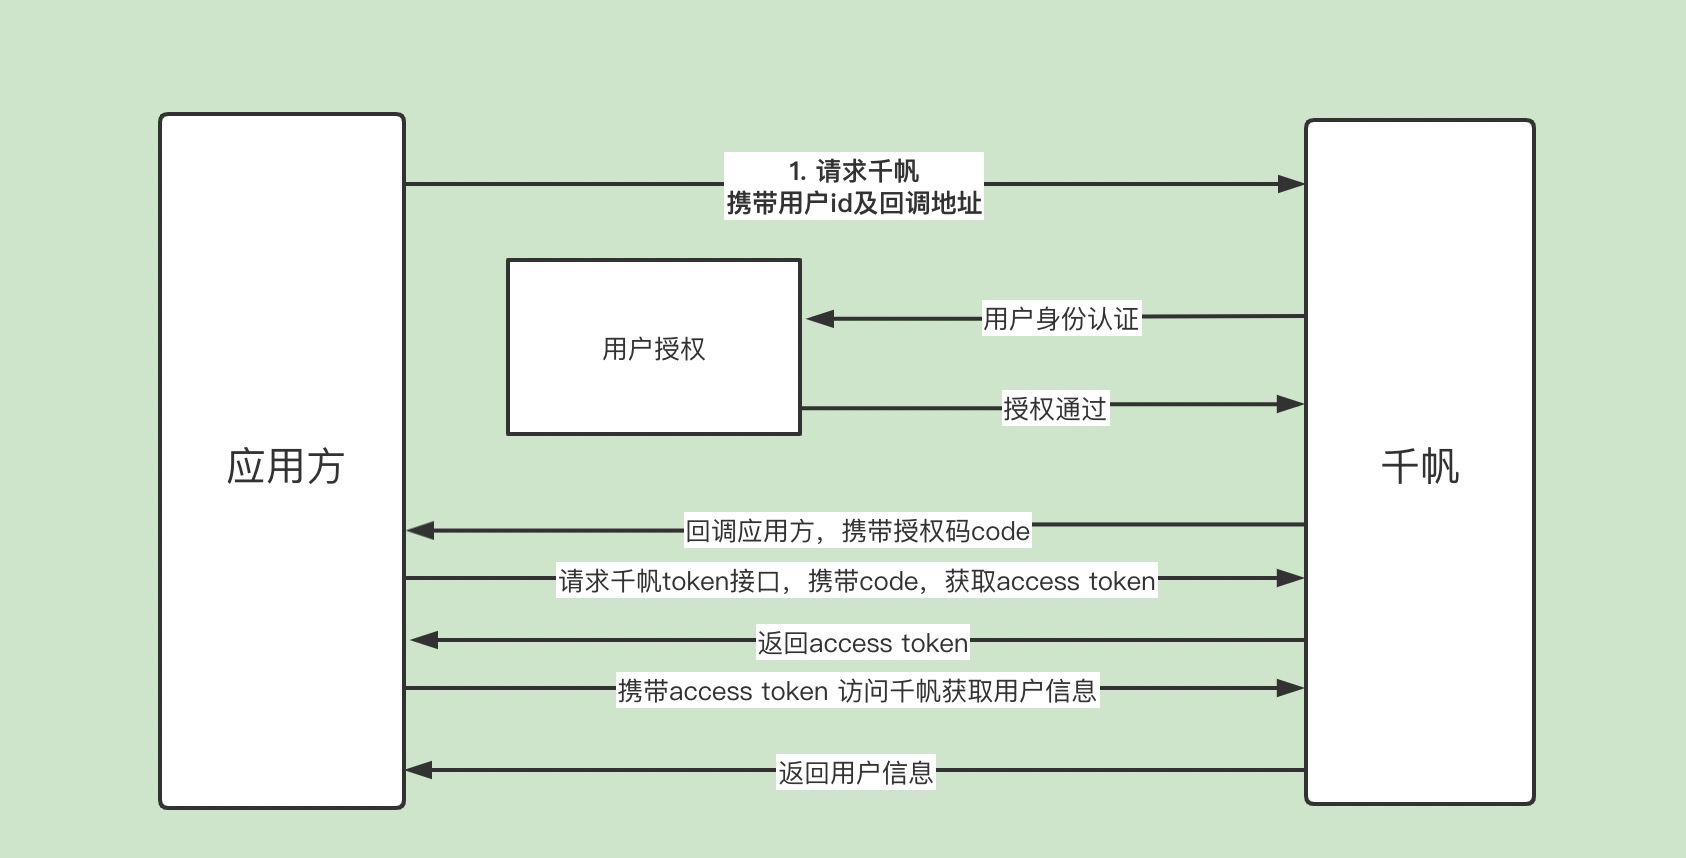 1. 请求千帆
携带用户id及回调地址
用户身份认证
用户授权
授权通过
应用方
千帆
回调应用方，携带授权码code
请求千帆token接口，携带code，获取access token
返回access token
携带access token 访问千帆获取用户信息
返回用户信息